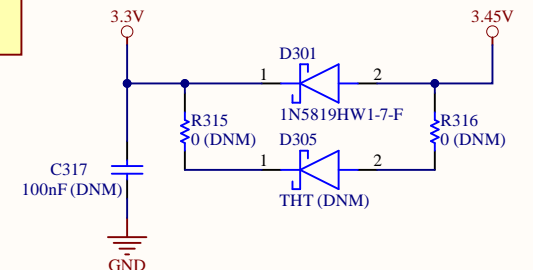 3.3V
3.45V
D301
1
2
1N5819HW1-7-F
R315
0 (DNM)
D305
R316
0 (DNM)
1
2
C317
100nF (DNM)
THT (DNM)
GND